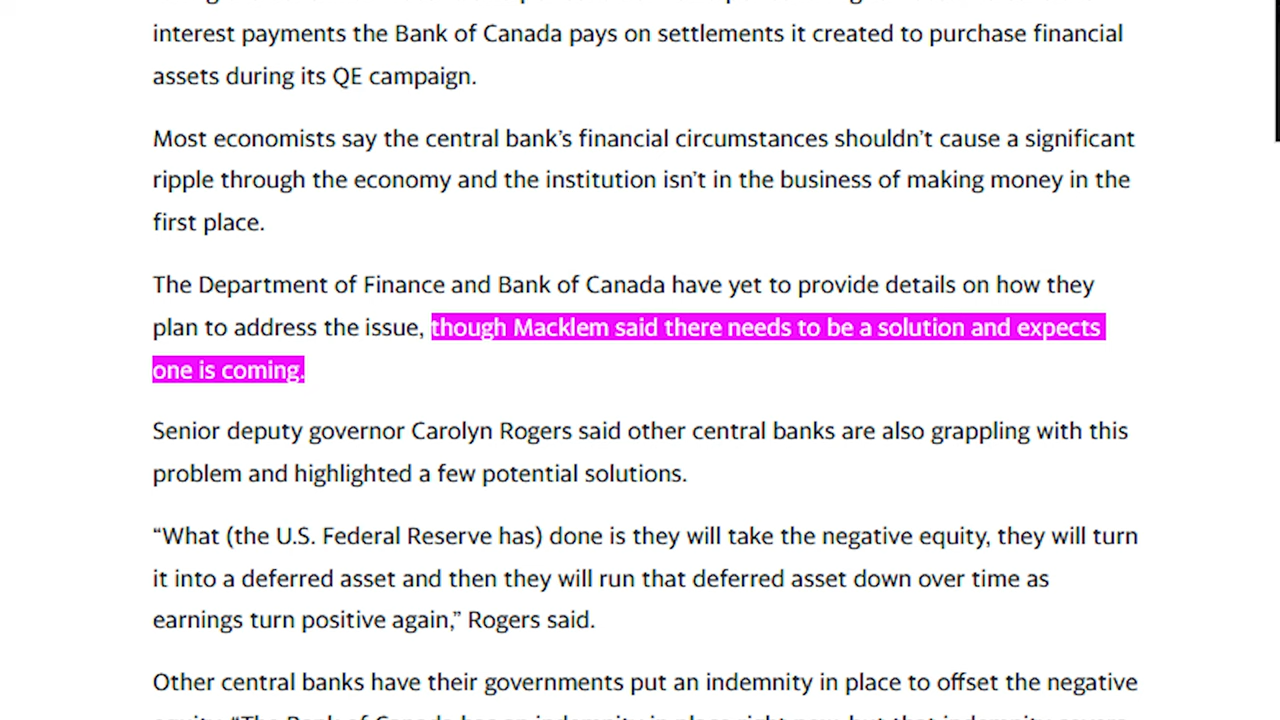 interest payments the Bank of Canada pays on settlements it created to purchase financial
assets during its QE campaign.
Most economists say the central bank’s financial circumstances shouldn’t cause a significant
ripple through the economy and the institution isn’t in the business of making money in the
first place.
The Department of Finance and Bank of Canada have yet to provide details on how they
plan to address the issue, though Macklem said there needs to be a solution and expects
one is coming.
Senior deputy governor Carolyn Rogers said other central banks are also grappling with this
problem and highlighted a few potential solutions.
“What (the U.S. Federal Reserve has) done is they will take the negative equity, they will turn
it into a deferred asset and then they will run that deferred asset down over time as
earnings turn positive again,” Rogers said.
Other central banks have their governments put an indemnity in place to offset the negative